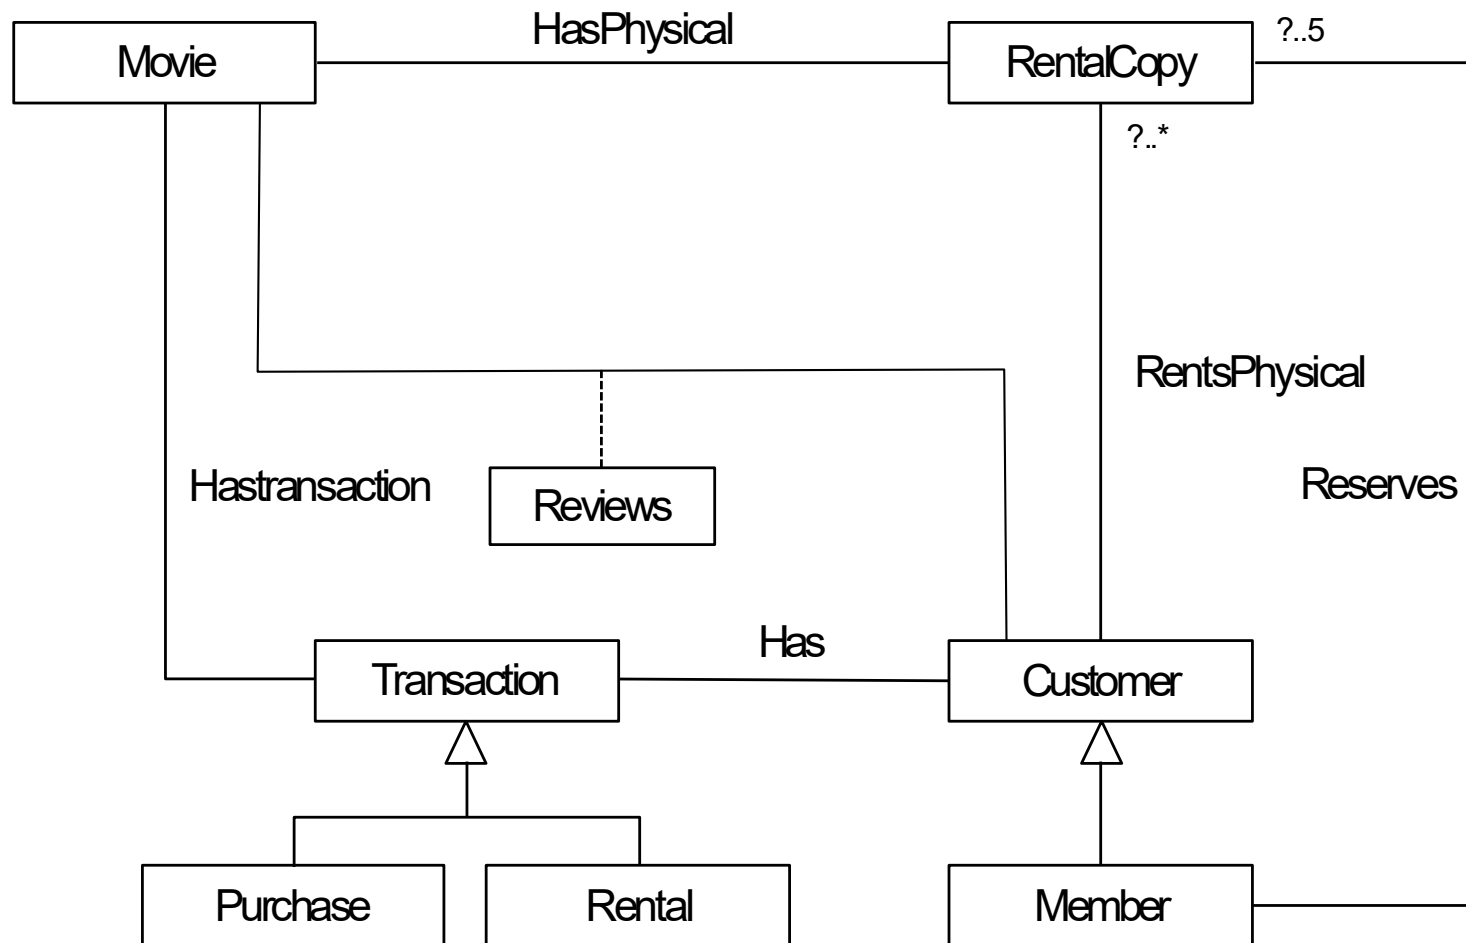 HasPhysical
?..5
Movie
RentalCopy
?..*
RentsPhysical
Hastransaction
Reserves
Reviews
Has
Transaction
Customer
Purchase
Rental
Member